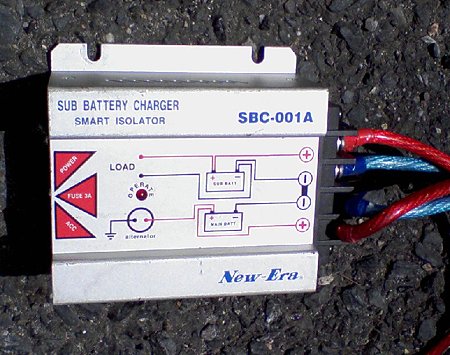 SUB BATTERY CHARGER
SMART ISOLATOR
SBC-001A
POWER
FUSE 3A
ACC
LOAD
OPERATE
alternator
+ −
SUB BATT
+ −
MAIN BATT
+
−
−
+
New-Era